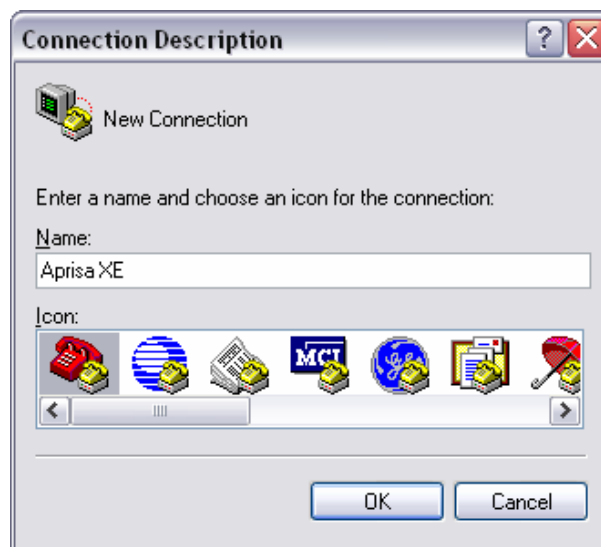 Connection Description
New Connection
Enter a name and choose an icon for the connection:
Name:
Aprisa XE
Icon:
MCI
OK Cancel